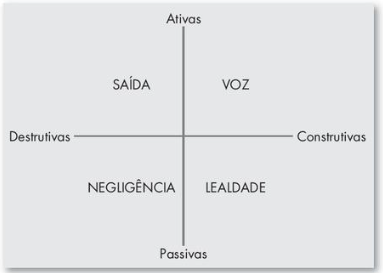 Ativas
SAÍDA VOZ
Destrutivas Construtivas
NEGLIGÊNCIA LEALDADE
Passivas